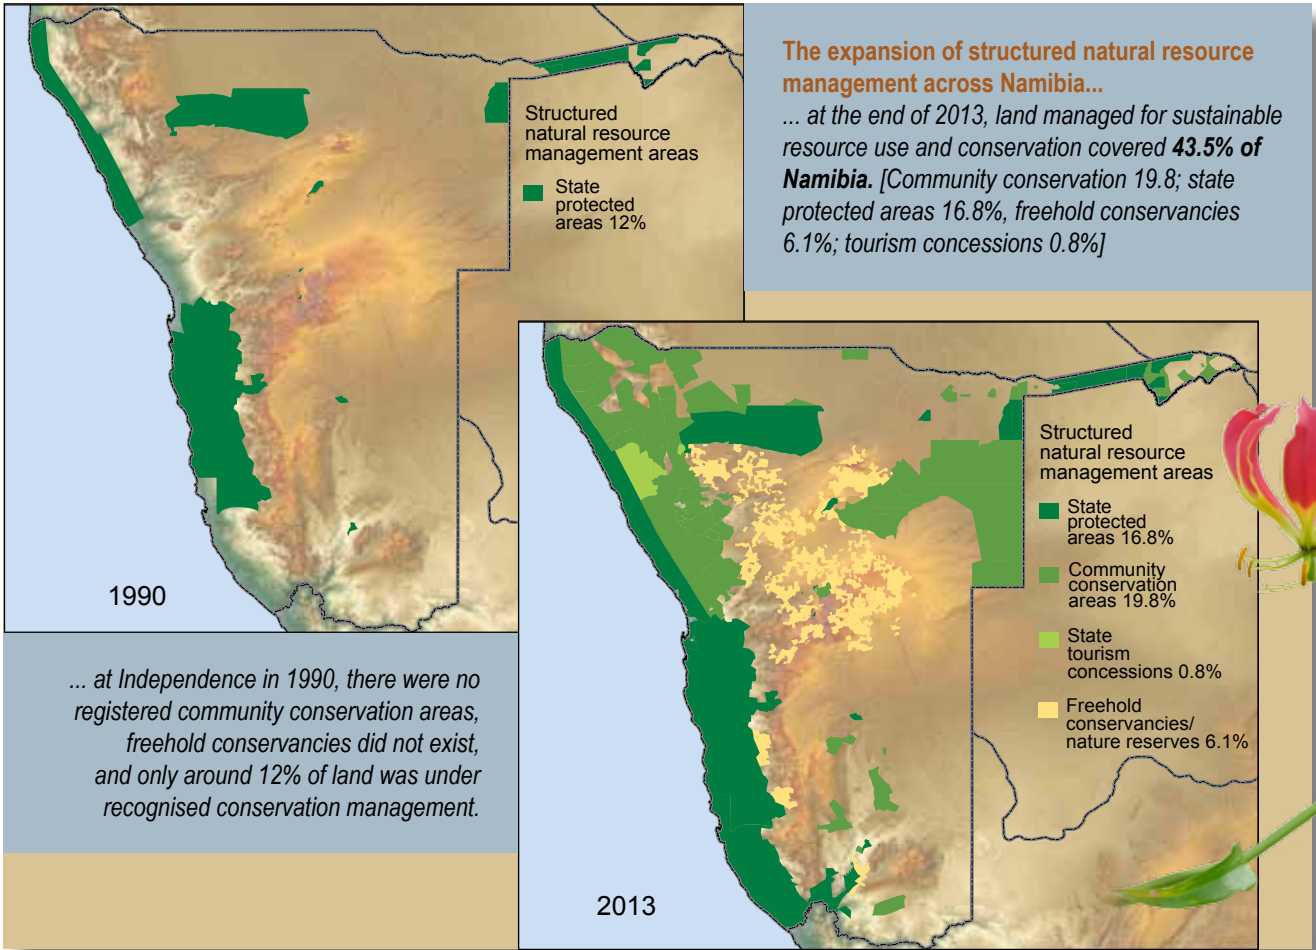 Structured
natural resource
management areas
State
protected
areas 12%
1990
The expansion of structured natural resource
management across Namibia...
... at the end of 2013, land managed for sustainable
resource use and conservation covered 43.5% of
Namibia. [Community conservation 19.8; state
protected areas 16.8%, freehold conservancies
6.1%; tourism concessions 0.8%]
... at Independence in 1990, there were no
registered community conservation areas,
freehold conservancies did not exist,
and only around 12% of land was under
recognised conservation management.
Structured
natural resource
management areas
State
protected
areas 16.8%
Community
conservation
areas 19.8%
State
tourism
concessions 0.8%
Freehold
conservancies/
nature reserves 6.1%
2013